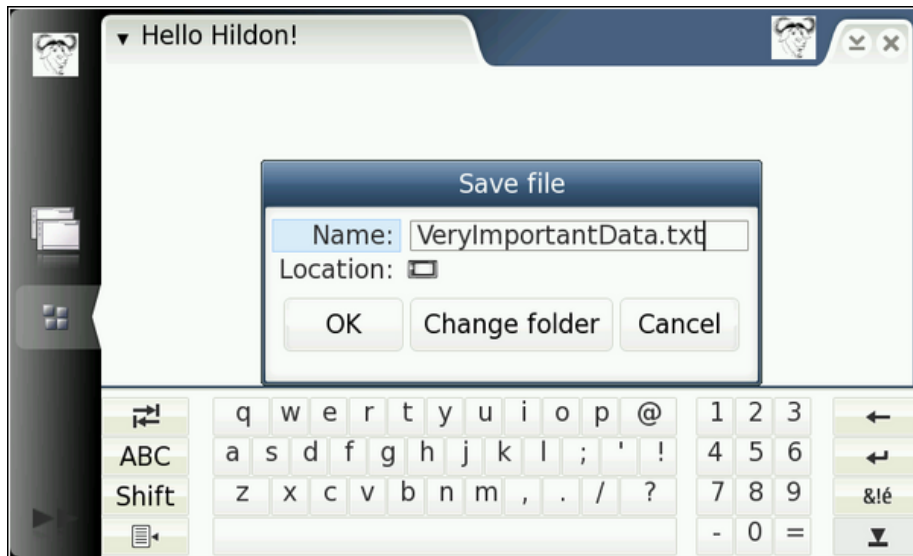 Hello Hildon!
Save file
Name: VeryImportantData.txt
Location:
OK Change folder Cancel
q w e r t y u i o p @ 1 2 3
ABC a s d f g h j k l ; ' ! 4 5 6
Shift z x c v b n m , . / ? 7 8 9 &!é
- 0 =